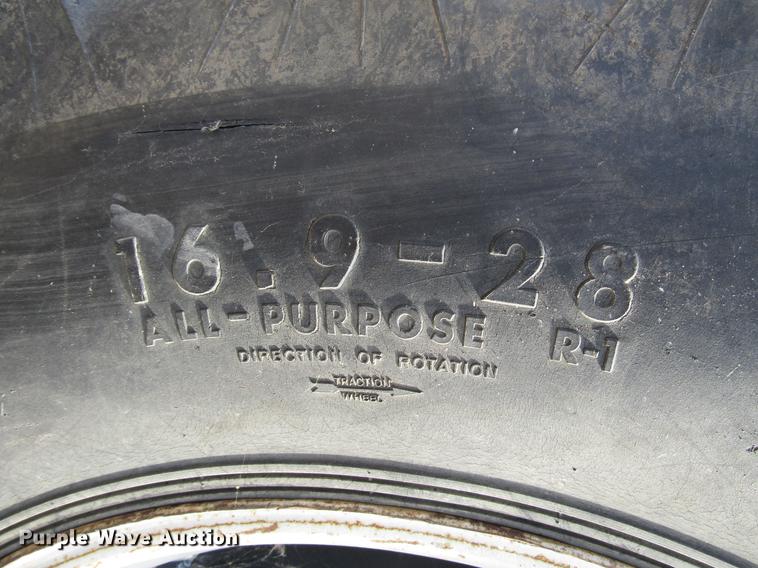 16.9-28
ALL-PURPOSE R-1
DIRECTION OF ROTATION
TRACTION
WHEEL
Purple Wave Auction